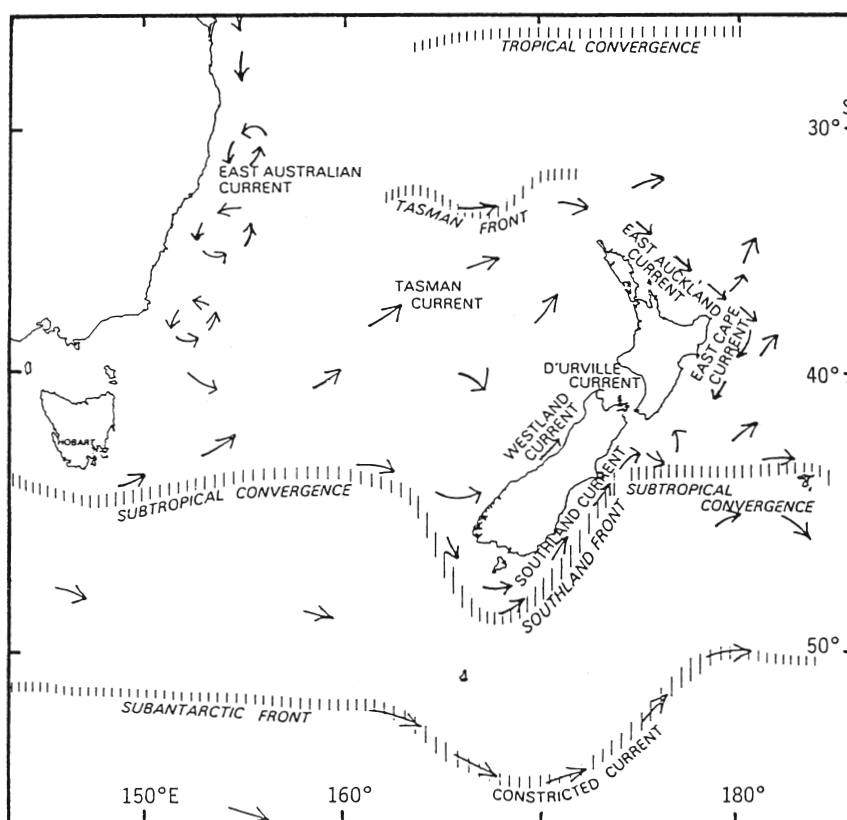 TROPICAL CONVERGENCE
S
30°
EAST AUSTRALIAN
CURRENT
TASMAN FRONT
EAST AUCKLAND
CURRENT
TASMAN
CURRENT
EAST CAPE
CURRENT
D'URVILLE
CURRENT
40°
WESTLAND
CURRENT
HOBART
SUBTROPICAL CONVERGENCE
SOUTHLAND CURRENT
SOUTHLAND FRONT
SUBTROPICAL
CONVERGENCE
50°
SUBANTARCTIC FRONT
CONSTRICTED CURRENT
150°E
160°
180°